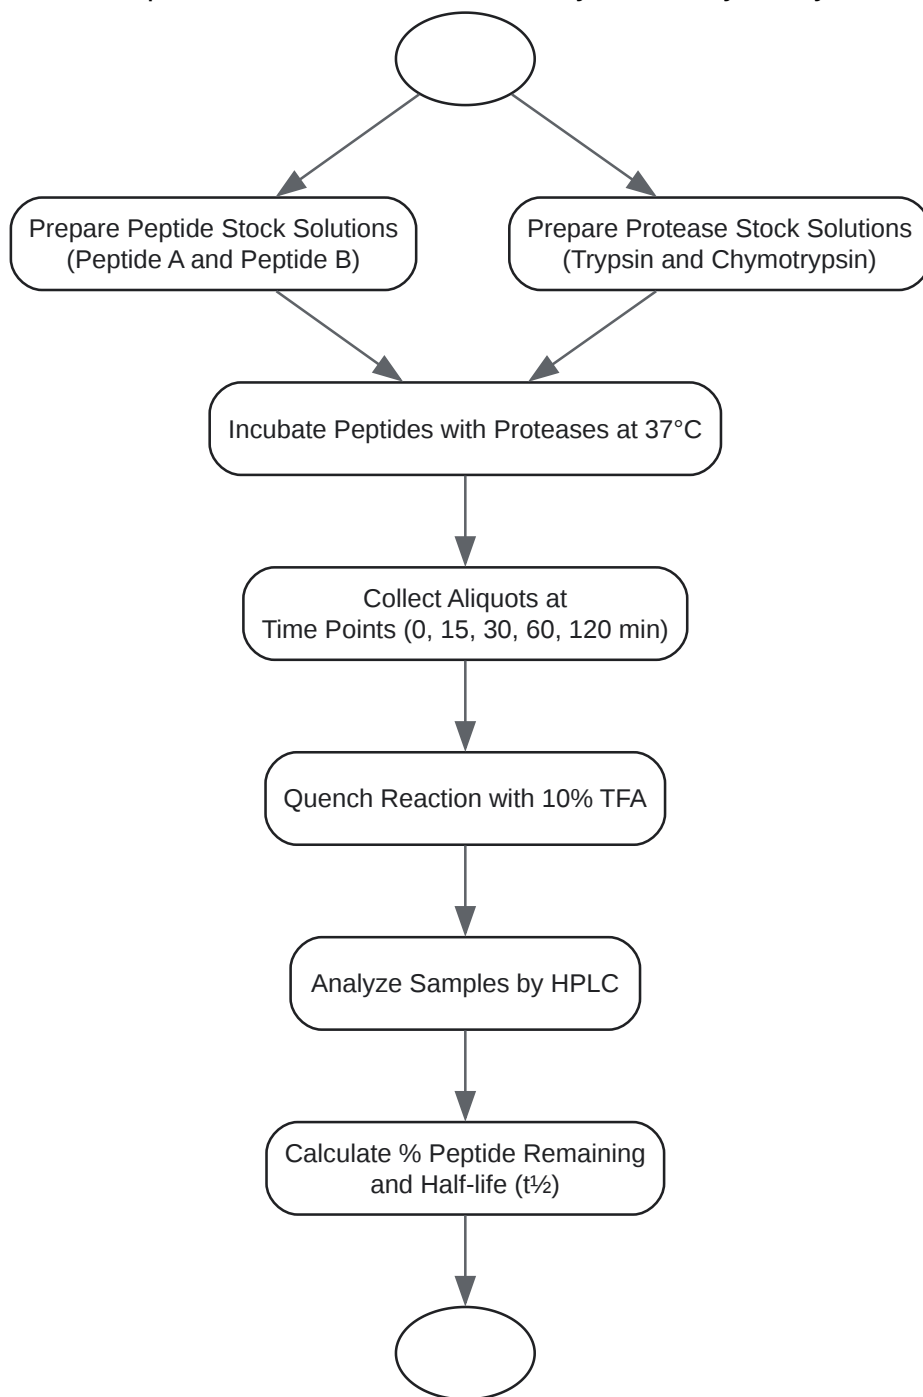 Prepare Peptide Stock Solutions
(Peptide A and Peptide B)
Prepare Protease Stock Solutions
(Trypsin and Chymotrypsin)
Incubate Peptides with Proteases at 37°C
Collect Aliquots at
Time Points (0, 15, 30, 60, 120 min)
Quench Reaction with 10% TFA
Analyze Samples by HPLC
Calculate % Peptide Remaining
and Half-life (t½)